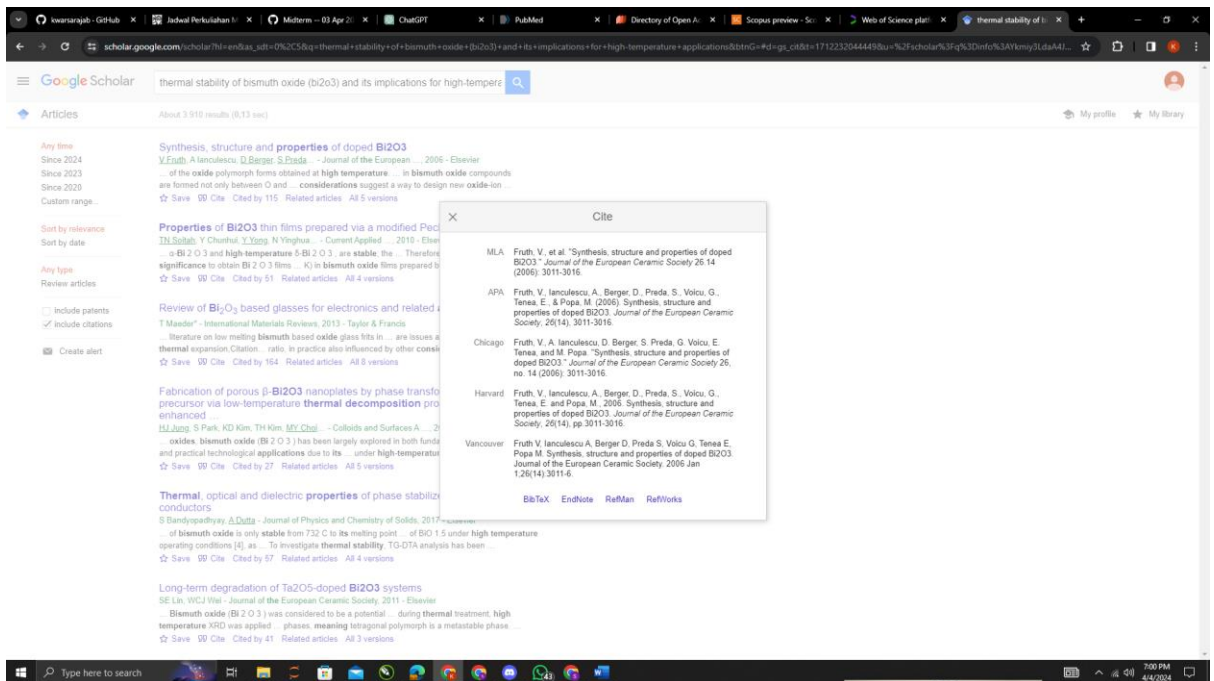 kwarsarajab - GitHub
Jadwal Perkuliahan M
Midterm -- 03 Apr 20
ChatGPT
PubMed
Directory of Open Ac
Scopus preview - Sco
Web of Science platf
thermal stability of bi
scholar.google.com/scholar?hl=en&as_sdt=0%2C5&q=thermal+stability+of+bismuth+oxide+(bi2o3)+and+its+implications+for+high-temperature+applications&btnG=#d=gs_cit&t=1712232044449&u=%2Fscholar%3Fq%3Dinfo%3AYkmiy3LdaA4J...
Google Scholar
thermal stability of bismuth oxide (bi2o3) and its implications for high-tempera
Articles
About 3.910 results (0,13 sec)
My profile
My library
Any time
Since 2024
Since 2023
Since 2020
Custom range...
Sort by relevance
Sort by date
Any type
Review articles
include patents
include citations
Create alert
Synthesis, structure and properties of doped Bi2O3
V Fruth, A Ianculescu, D Berger, S Preda... - Journal of the European ..., 2006 - Elsevier
... of the oxide polymorph forms obtained at high temperature. ... in bismuth oxide compounds
are formed not only between O and ... considerations suggest a way to design new oxide-ion ...
Save Cite Cited by 115 Related articles All 5 versions
Properties of Bi2O3 thin films prepared via a modified Pec
TN Soitah, Y Chunhui, Y Yong, N Yinghua... - Current Applied ..., 2010 - Else
... α-Bi 2 O 3 and high-temperature δ-Bi 2 O 3 , are stable; the ... Therefore
significance to obtain Bi 2 O 3 films ... K) in bismuth oxide films prepared b
Save Cite Cited by 51 Related articles All 4 versions
Review of Bi2O3 based glasses for electronics and related
T Maeder* - International Materials Reviews, 2013 - Taylor & Francis
... literature on low melting bismuth based oxide glass frits in ... are issues a
thermal expansion,Citation... ratio, in practice also influenced by other consi
Save Cite Cited by 164 Related articles All 8 versions
Fabrication of porous β-Bi2O3 nanoplates by phase transfo
precursor via low-temperature thermal decomposition pro
enhanced ...
HJ Jung, S Park, KD Kim, TH Kim, MY Choi... - Colloids and Surfaces A ..., 2
... oxides, bismuth oxide (Bi 2 O 3 ) has been largely explored in both funda
and practical technological applications due to its ... under high-temperatur
Save Cite Cited by 27 Related articles All 5 versions
Thermal, optical and dielectric properties of phase stabiliz
conductors
S Bandyopadhyay, A Dutta - Journal of Physics and Chemistry of Solids, 2017 - Elsevier
... of bismuth oxide is only stable from 732 C to its melting point ... of BiO 1.5 under high temperature
operating conditions [4], as ... To investigate thermal stability, TG-DTA analysis has been ...
Save Cite Cited by 57 Related articles All 4 versions
Long-term degradation of Ta2O5-doped Bi2O3 systems
SE Lin, WCJ Wei - Journal of the European Ceramic Society, 2011 - Elsevier
... Bismuth oxide (Bi 2 O 3 ) was considered to be a potential ... during thermal treatment, high
temperature XRD was applied ... phases, meaning tetragonal polymorph is a metastable phase. ...
Save Cite Cited by 41 Related articles All 3 versions
Cite
MLA Fruth, V., et al. "Synthesis, structure and properties of doped
Bi2O3." Journal of the European Ceramic Society 26.14
(2006): 3011-3016.
APA Fruth, V., Ianculescu, A., Berger, D., Preda, S., Voicu, G.,
Tenea, E., & Popa, M. (2006). Synthesis, structure and
properties of doped Bi2O3. Journal of the European Ceramic
Society, 26(14), 3011-3016.
Chicago Fruth, V., A. Ianculescu, D. Berger, S. Preda, G. Voicu, E.
Tenea, and M. Popa. "Synthesis, structure and properties of
doped Bi2O3." Journal of the European Ceramic Society 26,
no. 14 (2006): 3011-3016.
Harvard Fruth, V., Ianculescu, A., Berger, D., Preda, S., Voicu, G.,
Tenea, E. and Popa, M., 2006. Synthesis, structure and
properties of doped Bi2O3. Journal of the European Ceramic
Society, 26(14), pp.3011-3016.
Vancouver Fruth V, Ianculescu A, Berger D, Preda S, Voicu G, Tenea E,
Popa M. Synthesis, structure and properties of doped Bi2O3.
Journal of the European Ceramic Society. 2006 Jan
1;26(14):3011-6.
BibTeX EndNote RefMan RefWorks
Type here to search
43
7:00 PM
4/4/2024